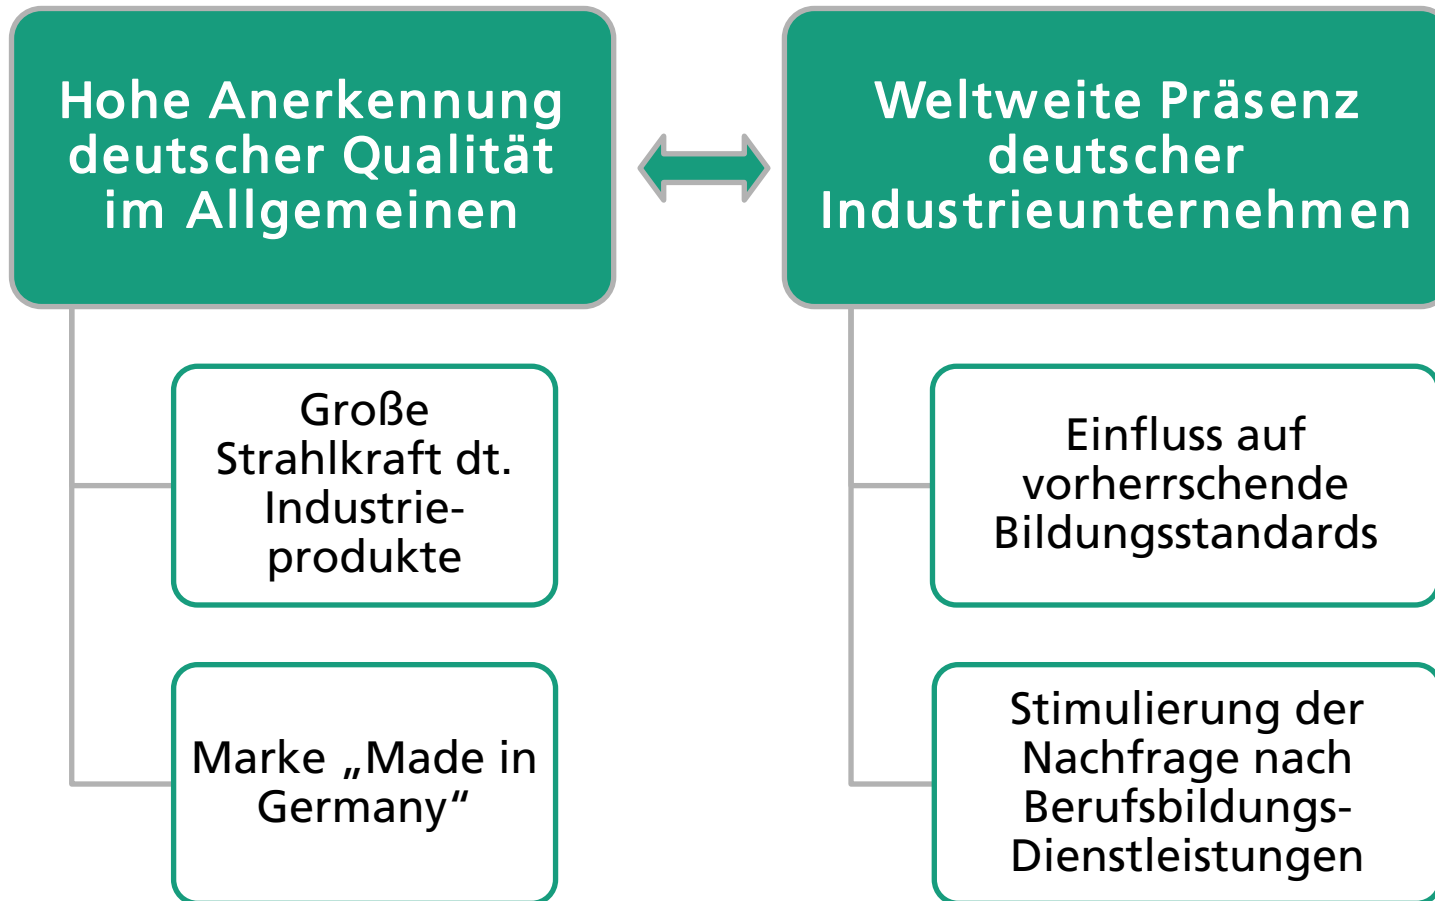 Hohe Anerkennung
deutscher Qualität
im Allgemeinen
Große
Strahlkraft dt.
Industrie-
produkte
Marke „Made in
Germany“
Weltweite Präsenz
deutscher
Industrieunternehmen
Einfluss auf
vorherrschende
Bildungsstandards
Stimulierung der
Nachfrage nach
Berufsbildungs-
Dienstleistungen